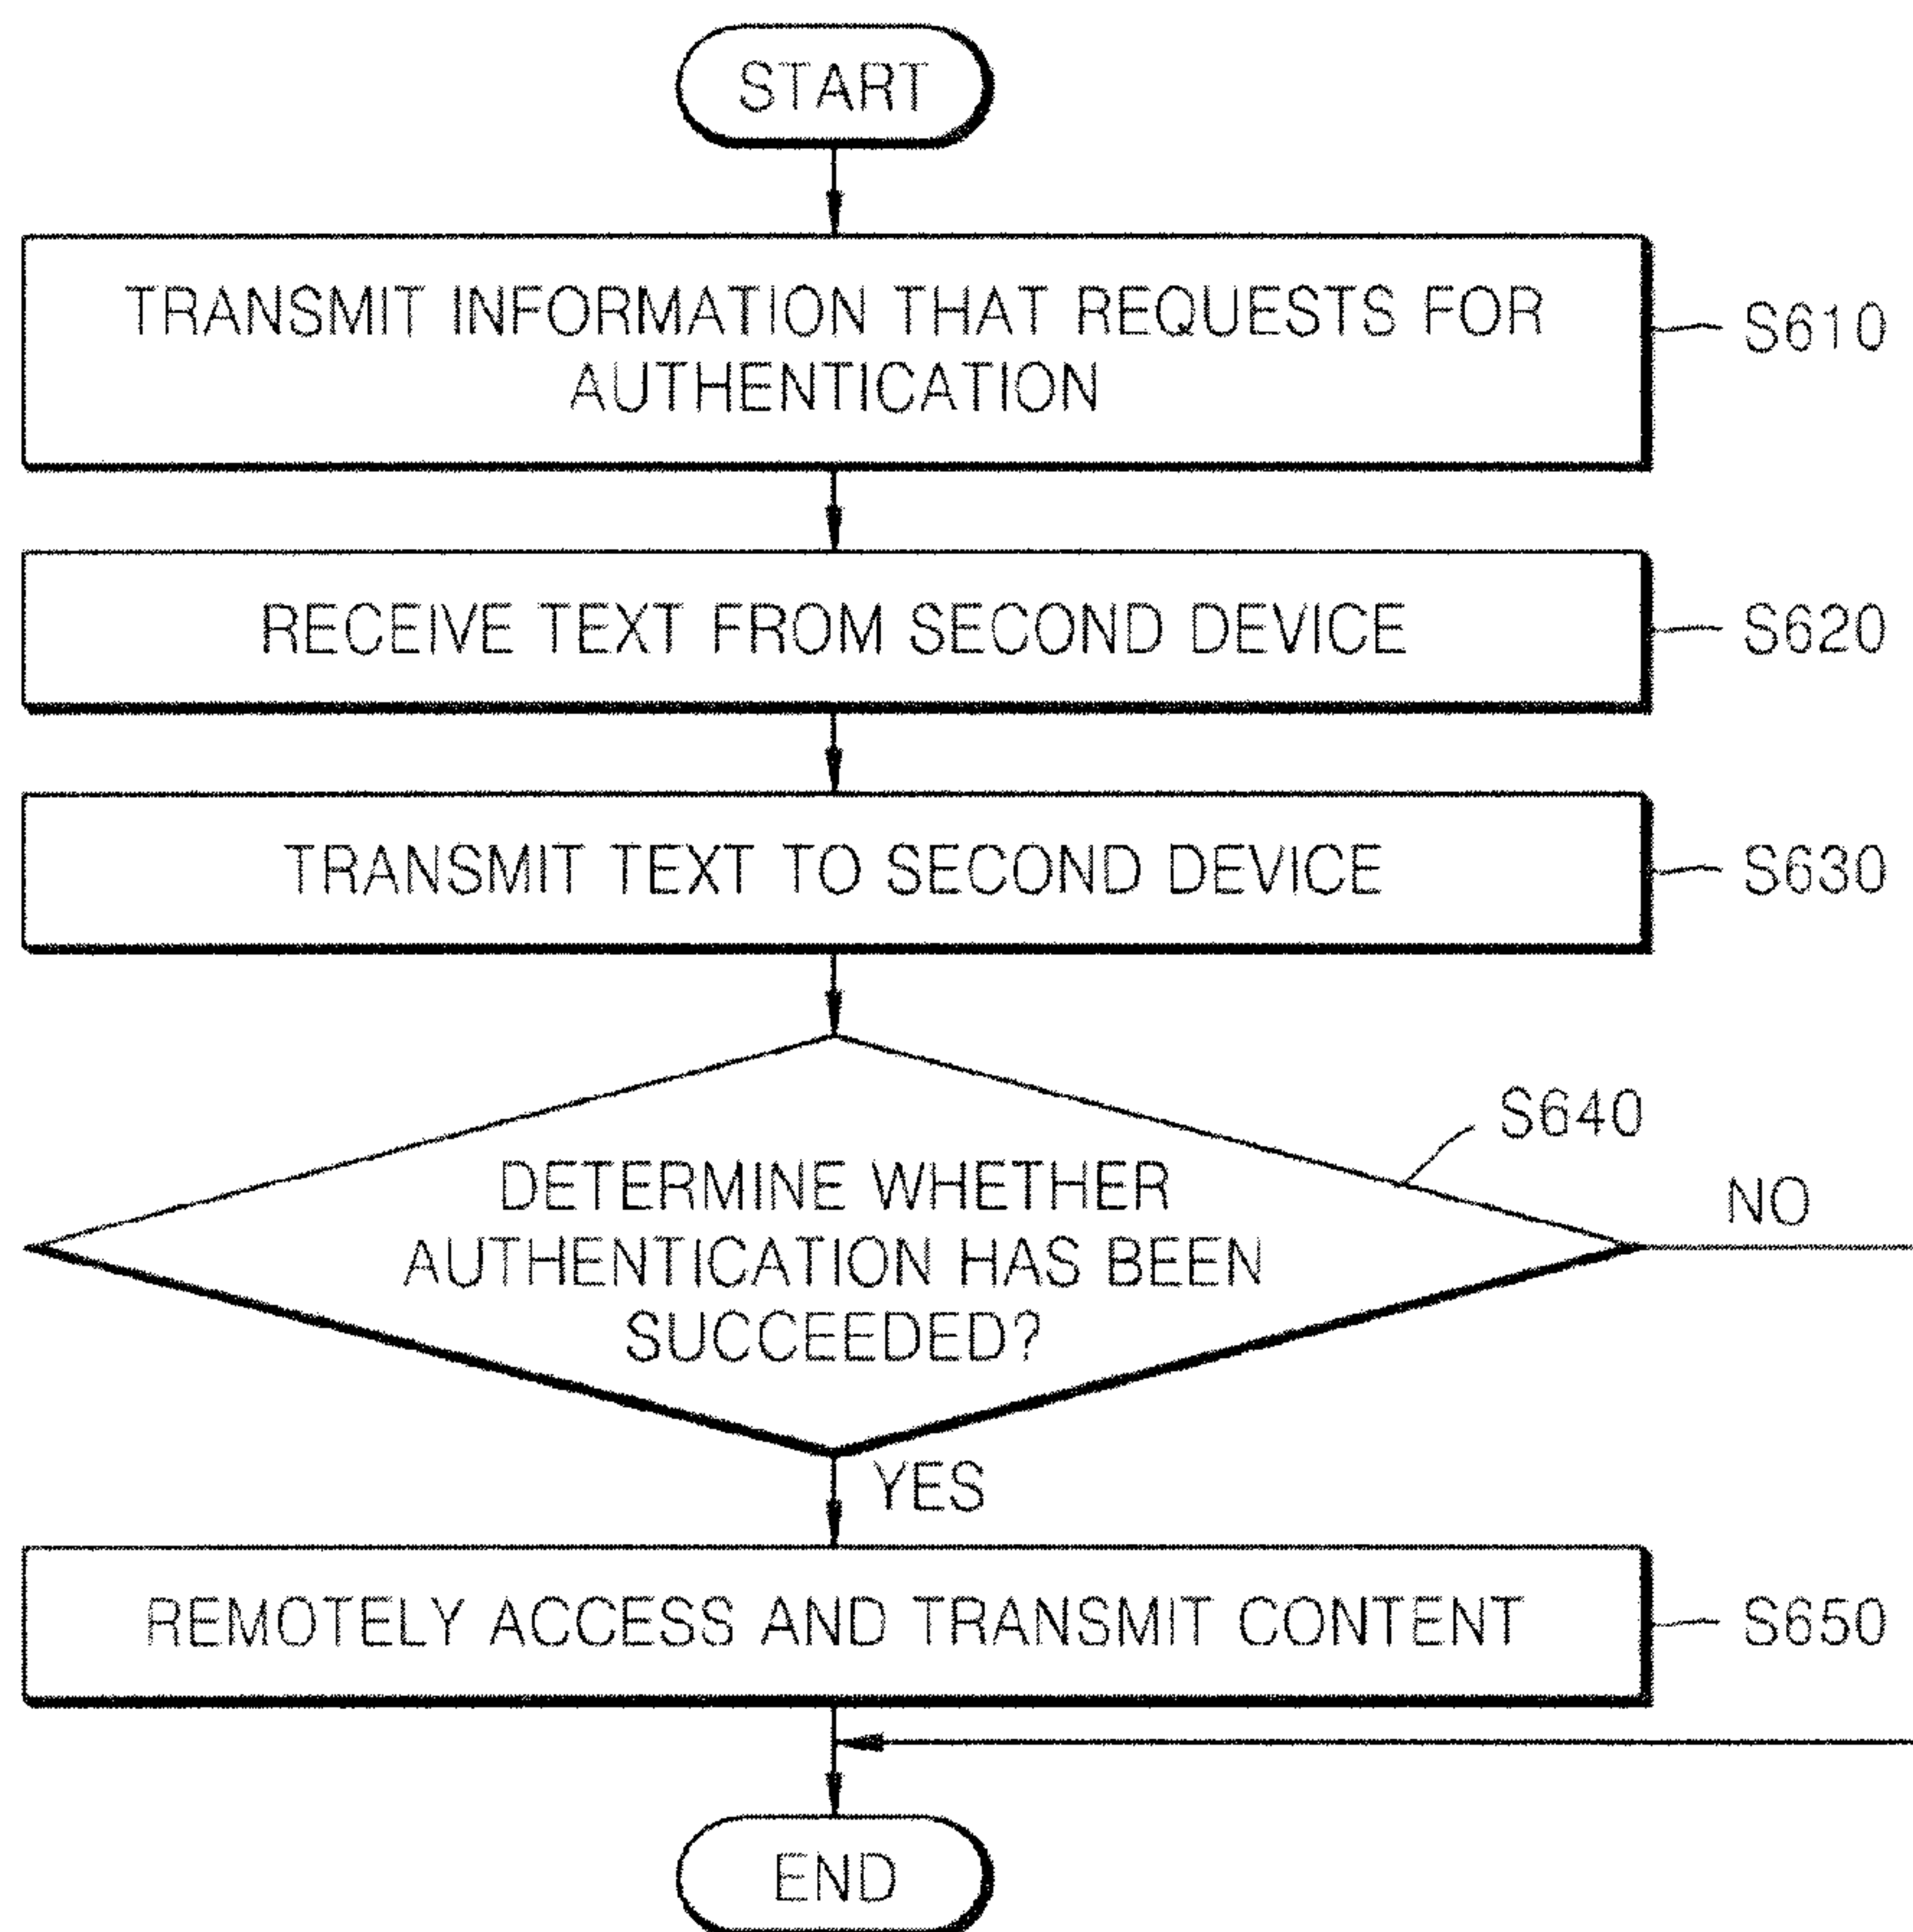 START
TRANSMIT INFORMATION THAT REQUESTS FOR
AUTHENTICATION
S610
RECEIVE TEXT FROM SECOND DEVICE
S620
TRANSMIT TEXT TO SECOND DEVICE
S630
S640
DETERMINE WHETHER
AUTHENTICATION HAS BEEN
SUCCEEDED?
NO
YES
REMOTELY ACCESS AND TRANSMIT CONTENT
S650
END